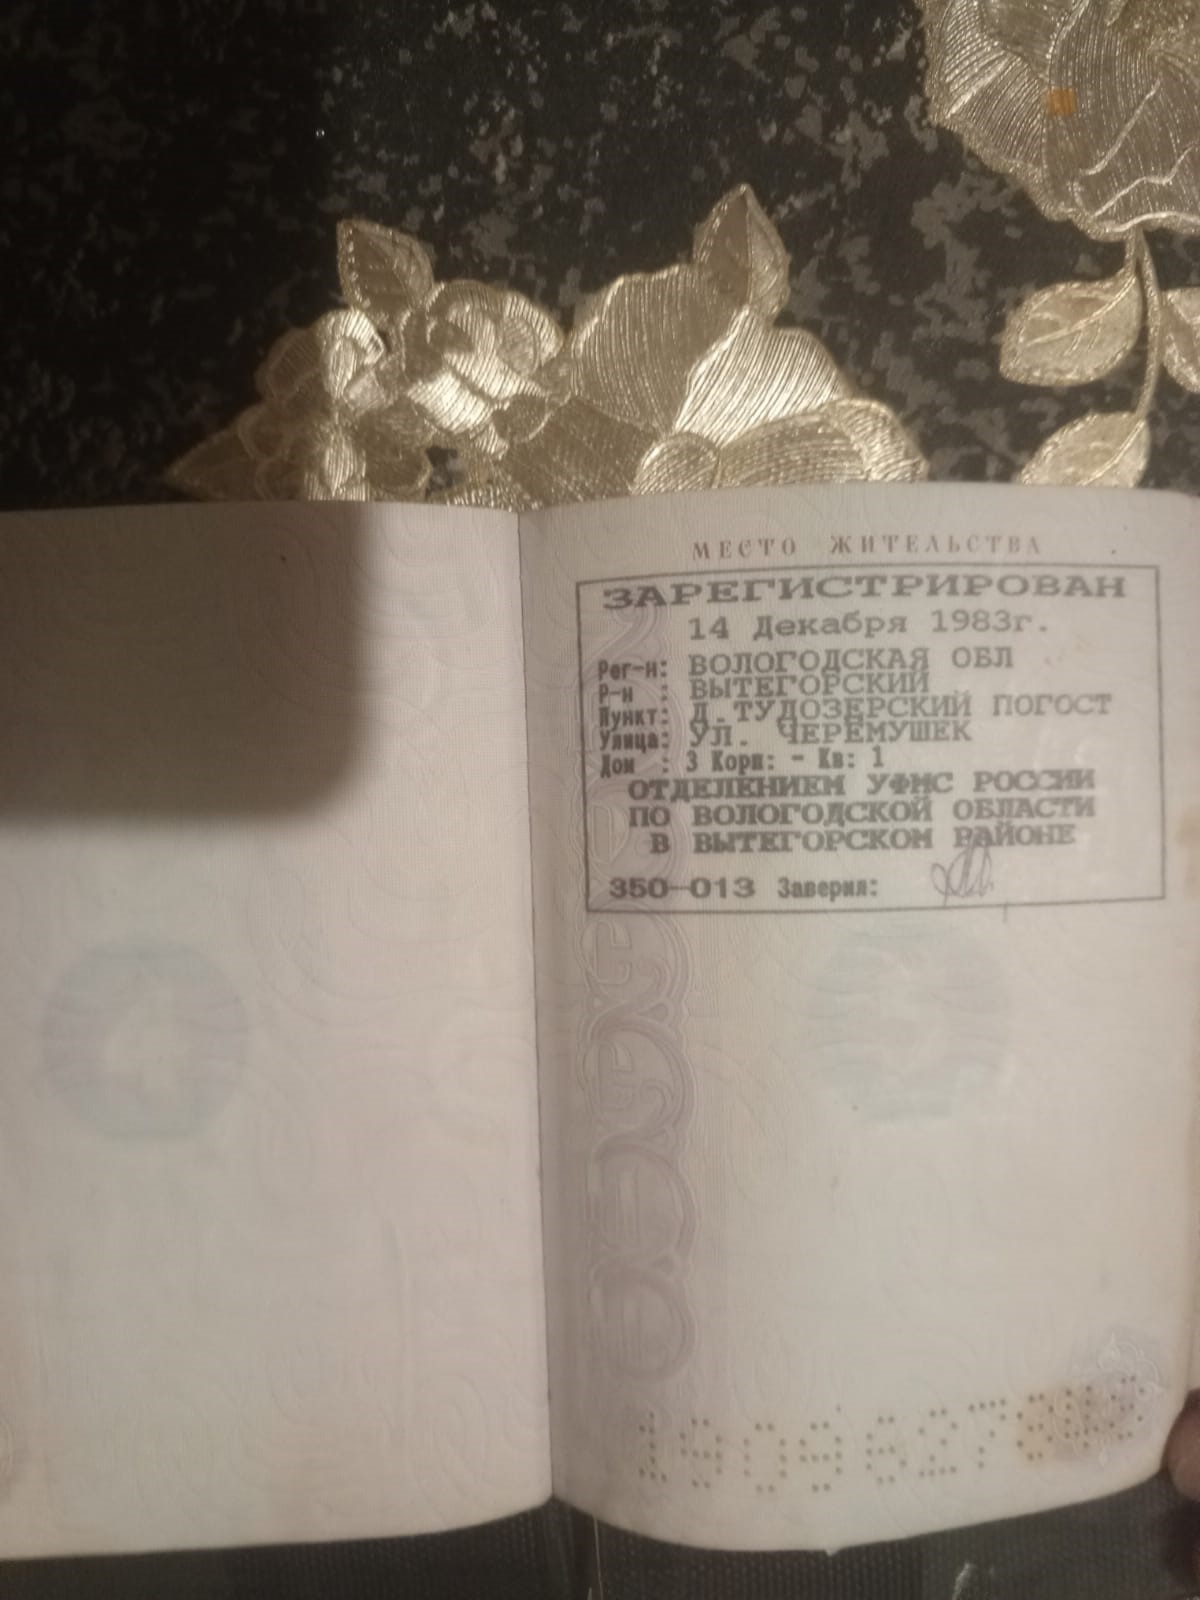 МЕСТО ЖИТЕЛЬСТВА
ЗАРЕГИСТРИРОВАН
14 Декабря 1983г.
Рег-н: ВОЛОГОДСКАЯ ОБЛ
Р-н : ВЫТЕГОРСКИЙ
Пункт: Д.ТУДОЗЕРСКИЙ ПОГОСТ
Улица: УЛ. ЧЕРЁМУШЕК
Дом : 3 Корп: - Кв: 1
ОТДЕЛЕНИЕМ УФМС РОССИИ
ПО ВОЛОГОДСКОЙ ОБЛАСТИ
В ВЫТЕГОРСКОМ РАЙОНЕ
350-013 Заверил: